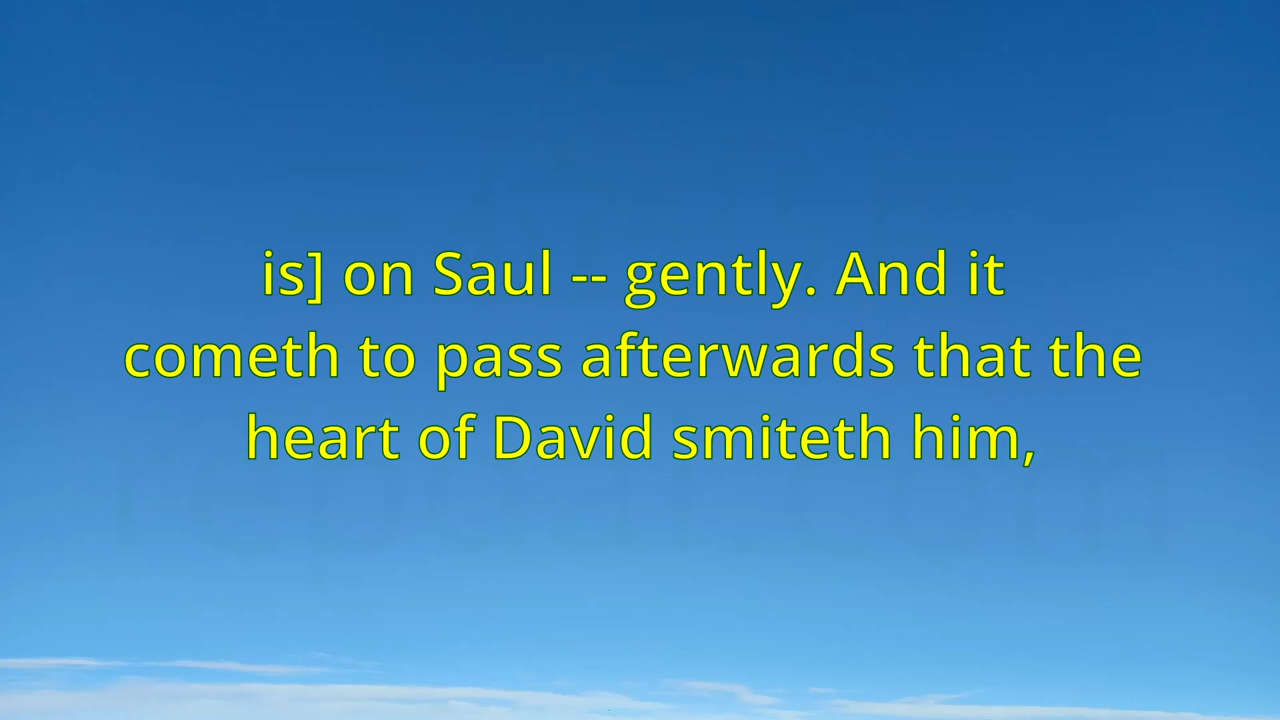 is] on Saul -- gently. And it
cometh to pass afterwards that the
heart of David smiteth him,